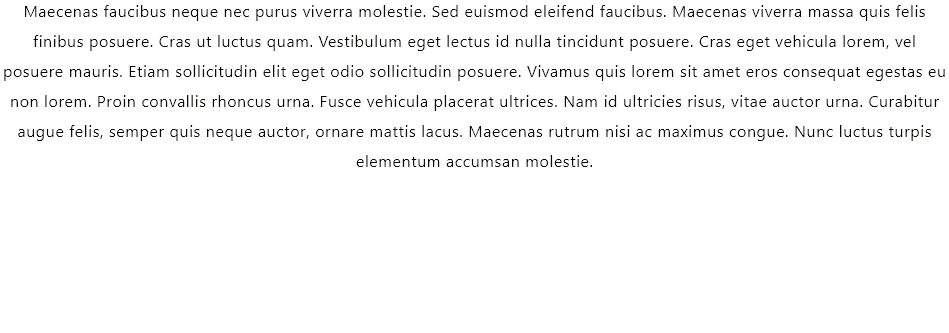 Maecenas faucibus neque nec purus viverra molestie. Sed euismod eleifend faucibus. Maecenas viverra massa quis felis
finibus posuere. Cras ut luctus quam. Vestibulum eget lectus id nulla tincidunt posuere. Cras eget vehicula lorem, vel
posuere mauris. Etiam sollicitudin elit eget odio sollicitudin posuere. Vivamus quis lorem sit amet eros consequat egestas eu
non lorem. Proin convallis rhoncus urna. Fusce vehicula placerat ultrices. Nam id ultricies risus, vitae auctor urna. Curabitur
augue felis, semper quis neque auctor, ornare mattis lacus. Maecenas rutrum nisi ac maximus congue. Nunc luctus turpis
elementum accumsan molestie.